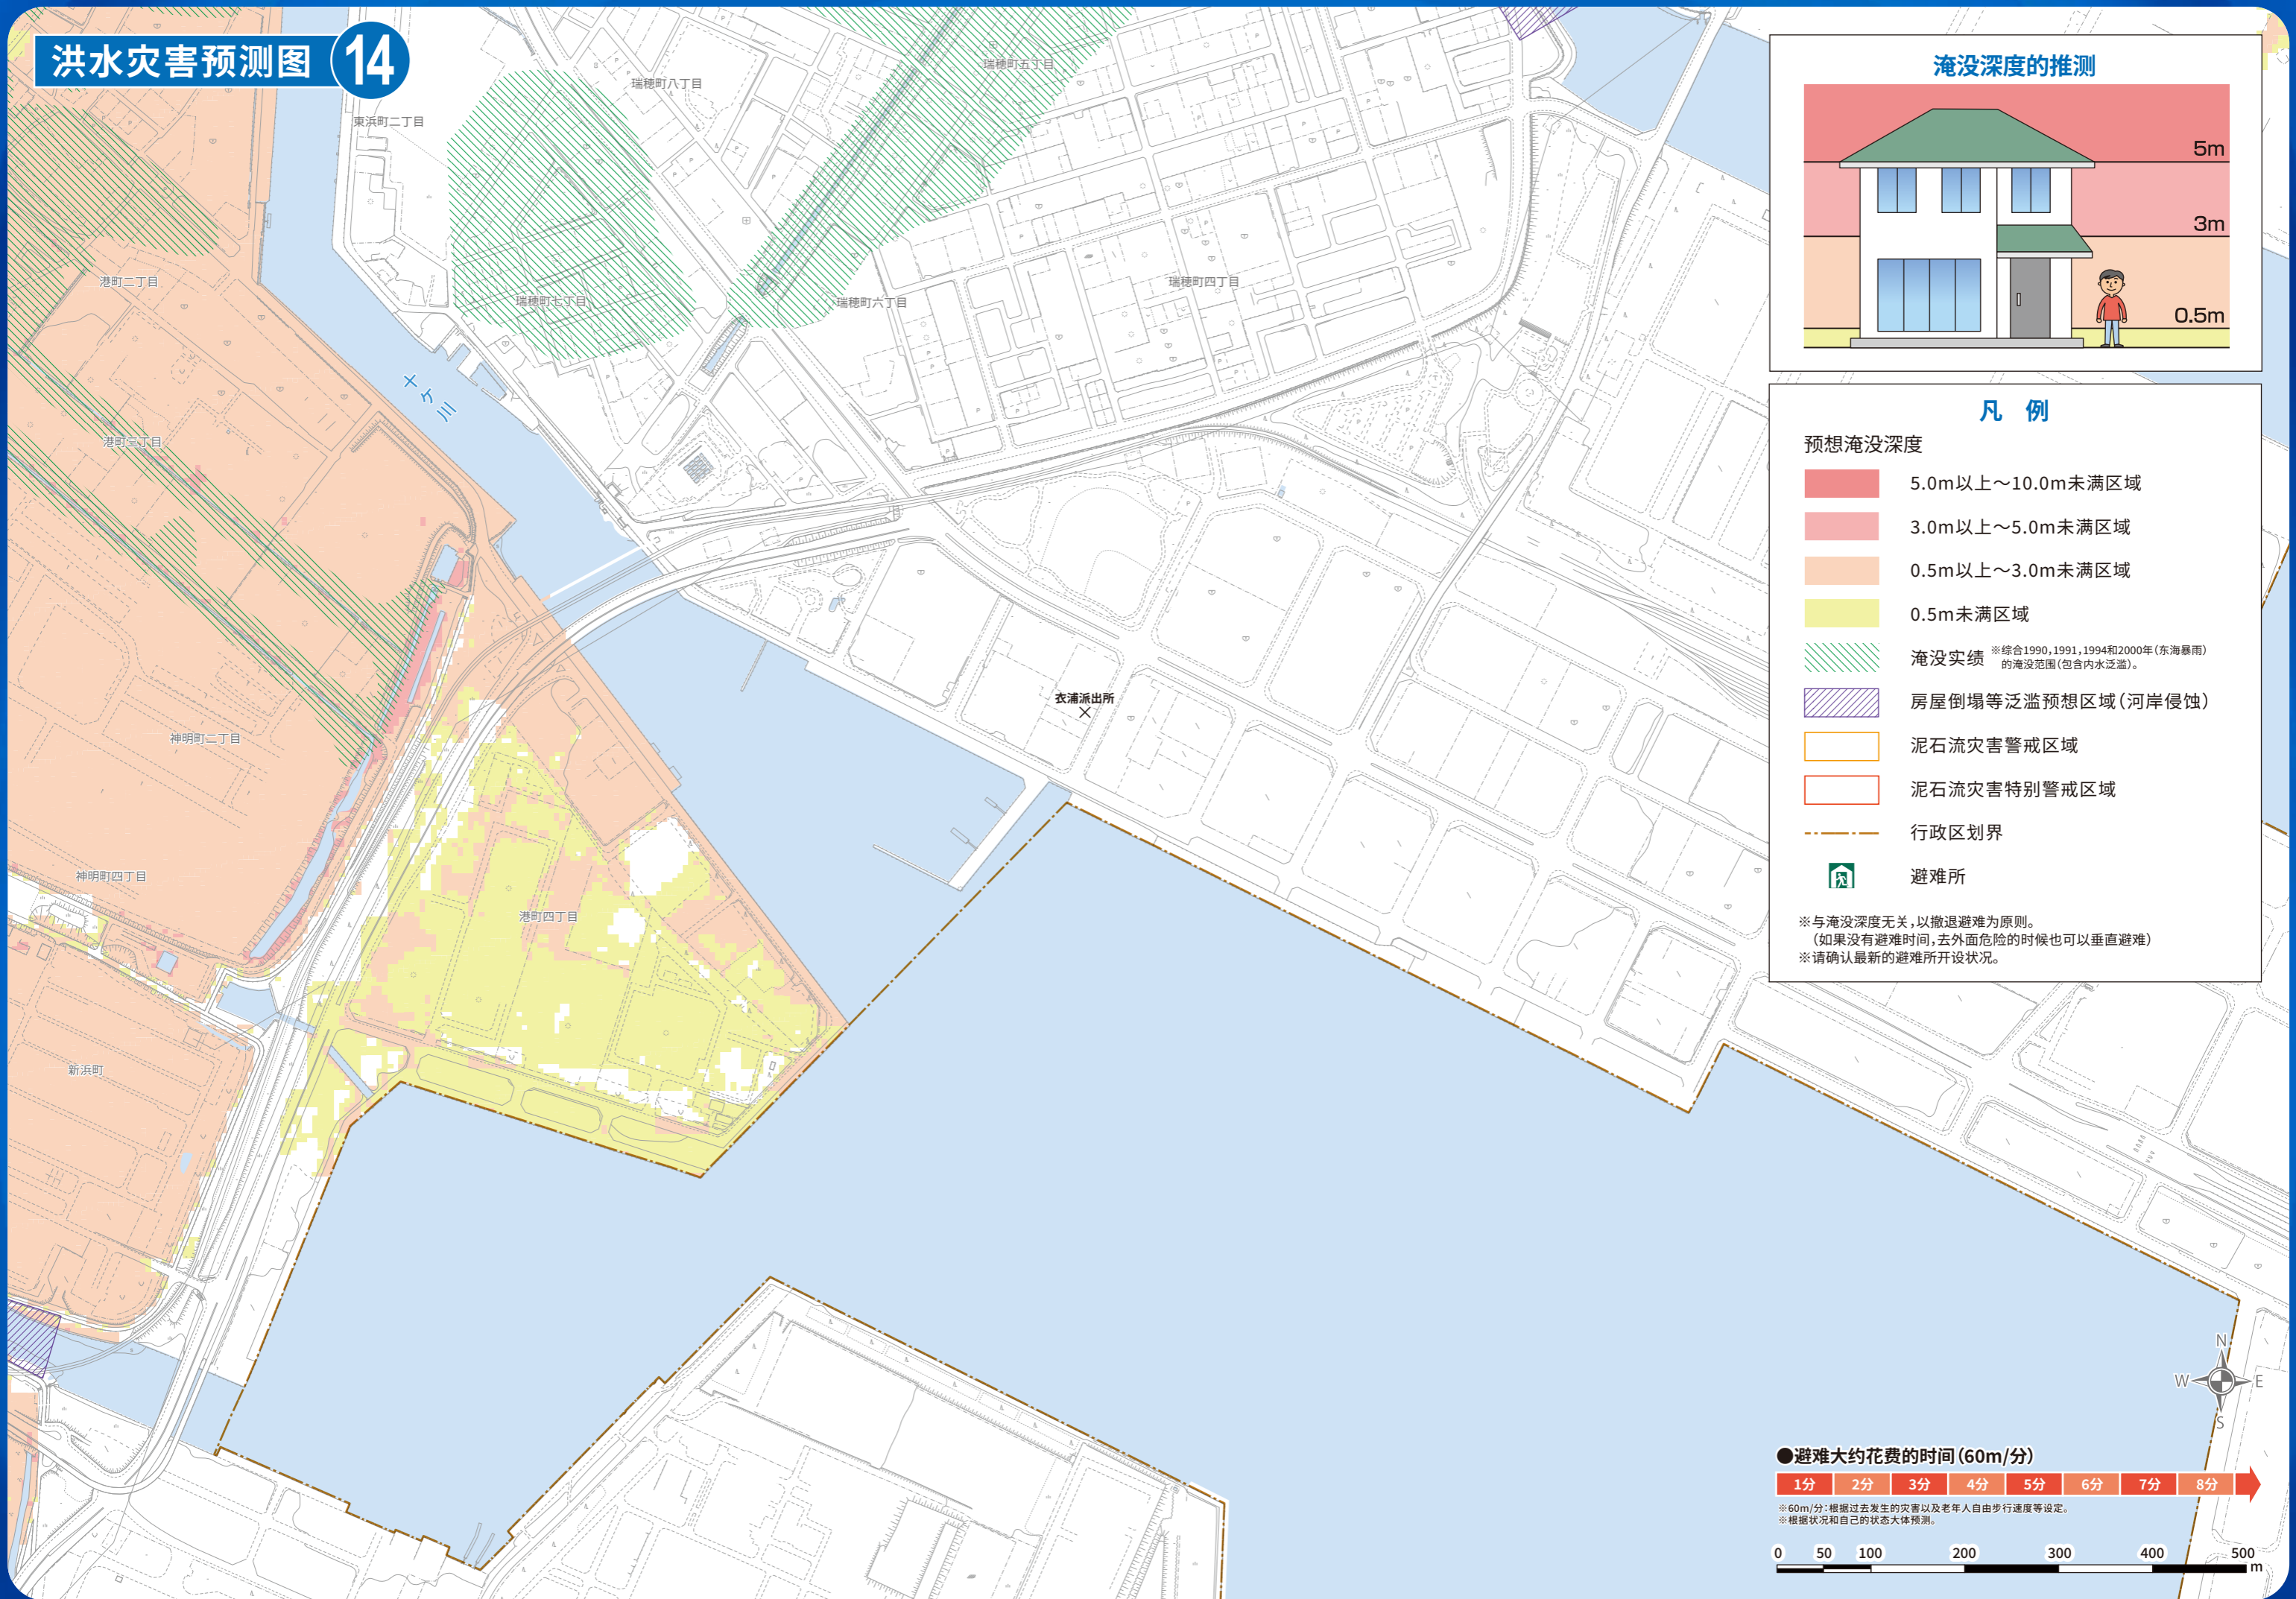 洪水灾害预测图 14
瑞穂町五丁目
瑞穂町八丁目
東浜町二丁目
港町二丁目
瑞穂町七丁目
瑞穂町六丁目
瑞穂町四丁目
十ケ川
港町三丁目
衣浦派出所
神明町二丁目
神明町四丁目
港町四丁目
新浜町
淹没深度的推测
5m
3m
0.5m
凡 例
预想淹没深度
5.0m以上～10.0m未满区域
3.0m以上～5.0m未满区域
0.5m以上～3.0m未满区域
0.5m未满区域
淹没实绩 ※综合1990,1991,1994和2000年(东海暴雨)
的淹没范围(包含内水泛滥)。
房屋倒塌等泛滥预想区域(河岸侵蚀)
泥石流灾害警戒区域
泥石流灾害特别警戒区域
行政区划界
避难所
※与淹没深度无关,以撤退避难为原则。
(如果没有避难时间,去外面危险的时候也可以垂直避难)
※请确认最新的避难所开设状况。
N
W E
S
●避难大约花费的时间(60m/分)
1分 2分 3分 4分 5分 6分 7分 8分
※60m/分:根据过去发生的灾害以及老年人自由步行速度等设定。
※根据状况和自己的状态大体预测。
0 50 100 200 300 400 500
m